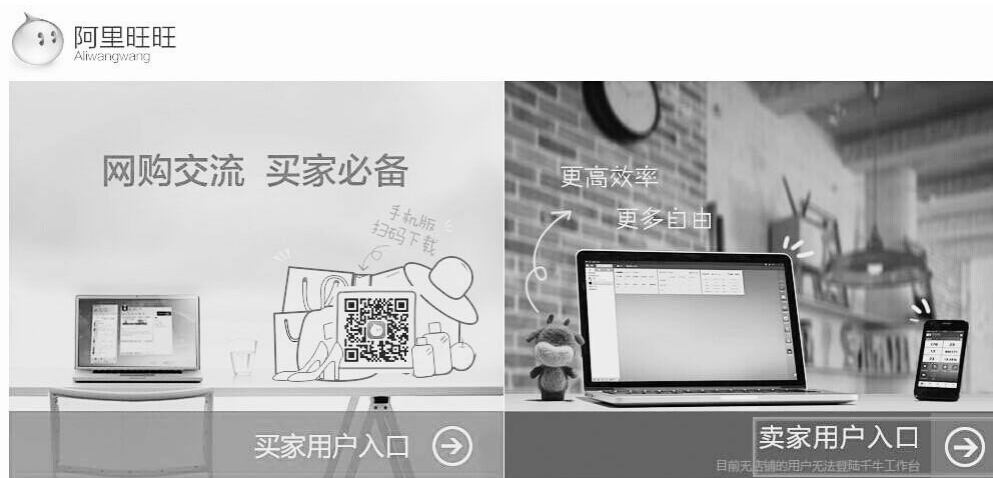 阿里旺旺
Aliwangwang
网购交流 买家必备
手机版
扫码下载
买家用户入口
更高效率
更多自由
卖家用户入口
目前无店铺的用户无法登陆千牛工作台